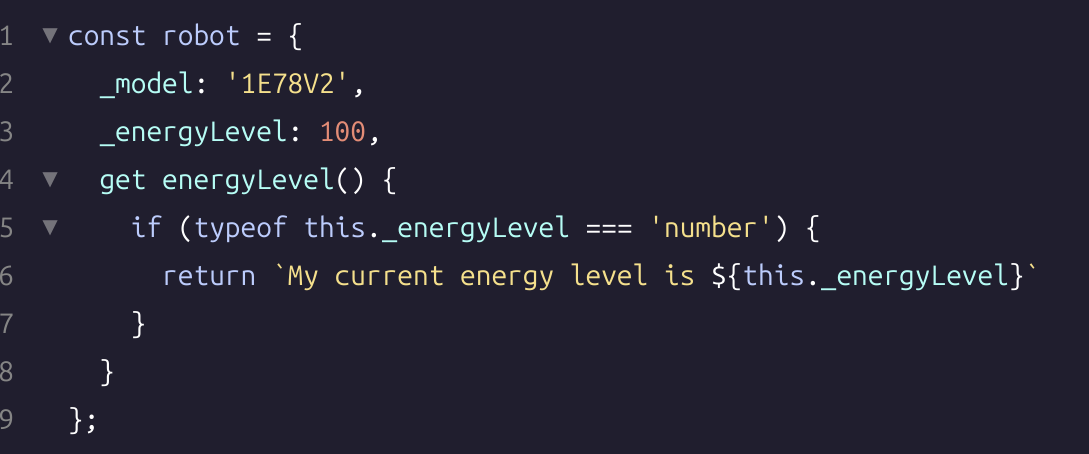 1 ▼ const robot = {
2 _model: '1E78V2',
3 _energyLevel: 100,
4 ▼ get energyLevel() {
5 ▼ if (typeof this._energyLevel === 'number') {
6 return `My current energy level is ${this._energyLevel}`
7 }
8 }
9 };